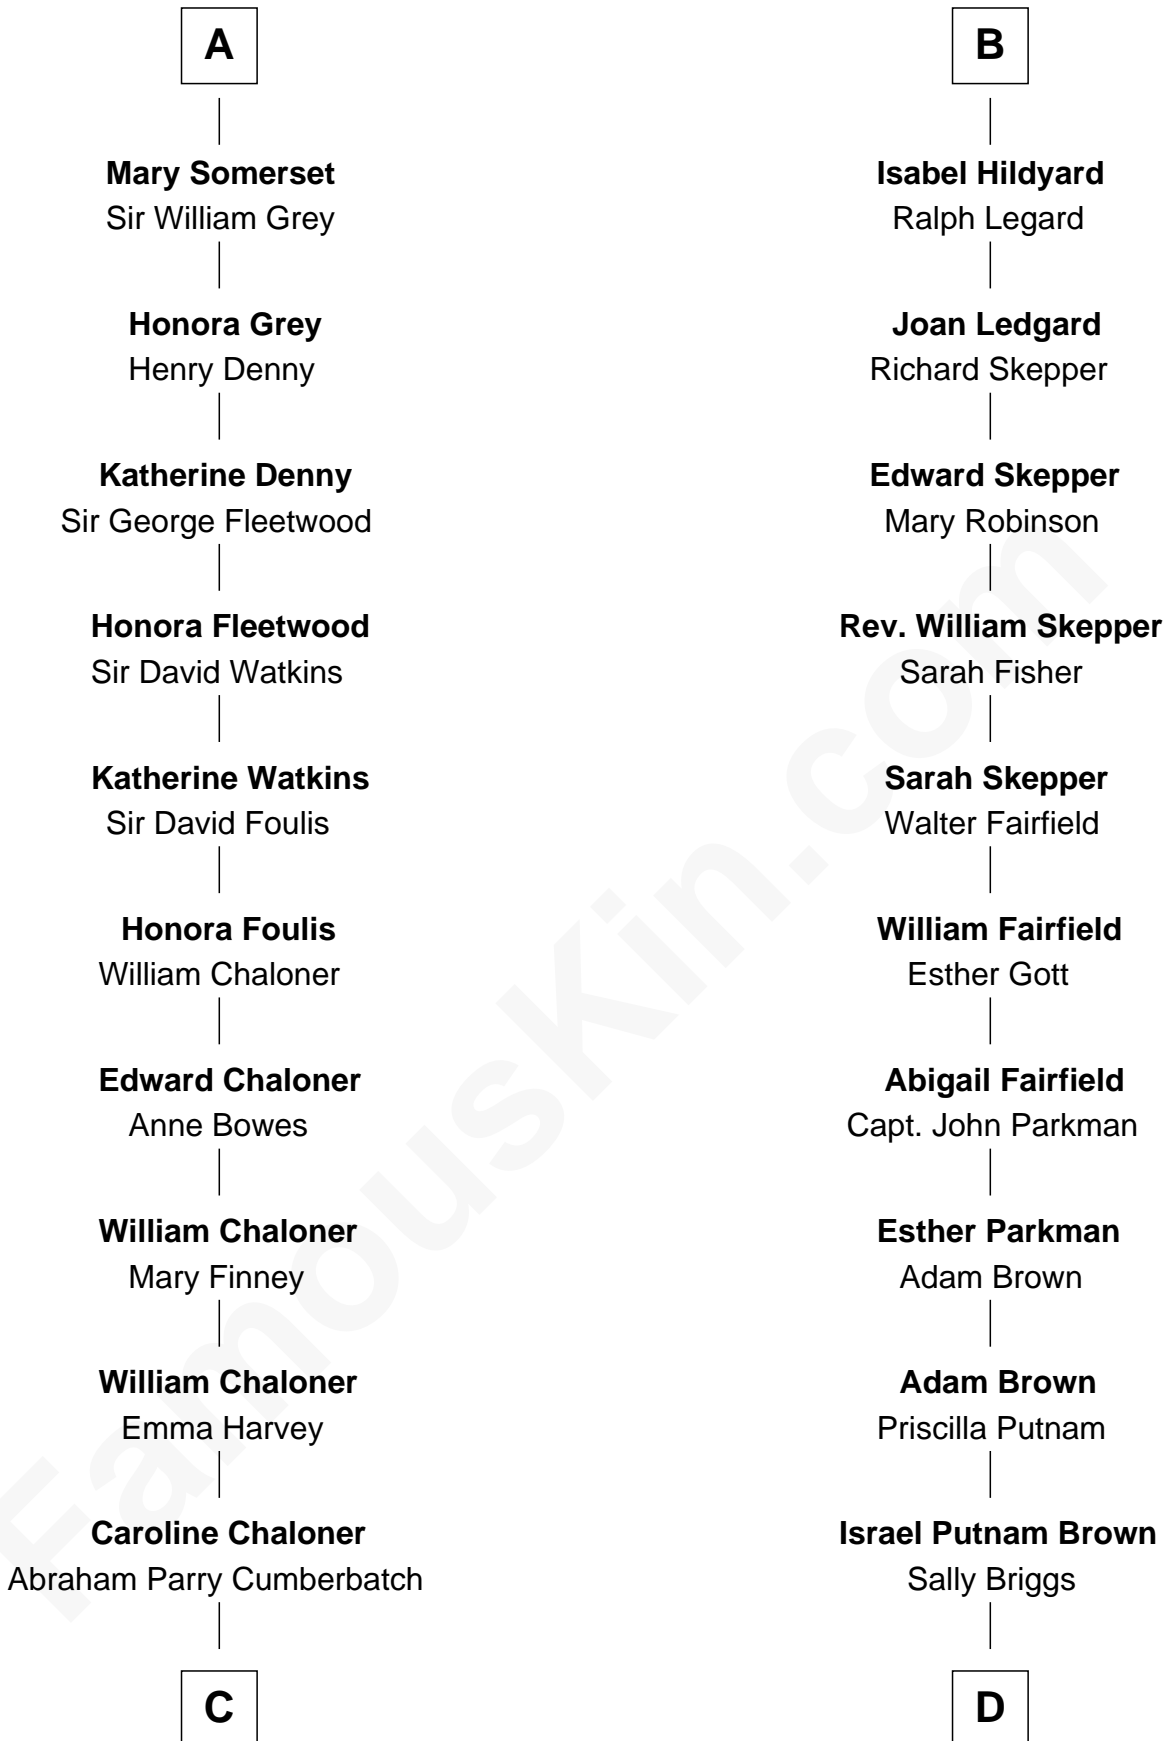 A
Mary Somerset
Sir William Grey
Honora Grey
Henry Denny
Katherine Denny
Sir George Fleetwood
Honora Fleetwood
Sir David Watkins
Katherine Watkins
Sir David Foulis
Honora Foulis
William Chaloner
Edward Chaloner
Anne Bowes
William Chaloner
Mary Finney
William Chaloner
Emma Harvey
Caroline Chaloner
Abraham Parry Cumberbatch
C
B
Isabel Hildyard
Ralph Legard
Joan Ledgard
Richard Skepper
Edward Skepper
Mary Robinson
Rev. William Skepper
Sarah Fisher
Sarah Skepper
Walter Fairfield
William Fairfield
Esther Gott
Abigail Fairfield
Capt. John Parkman
Esther Parkman
Adam Brown
Adam Brown
Priscilla Putnam
Israel Putnam Brown
Sally Briggs
D
FamousKin.com